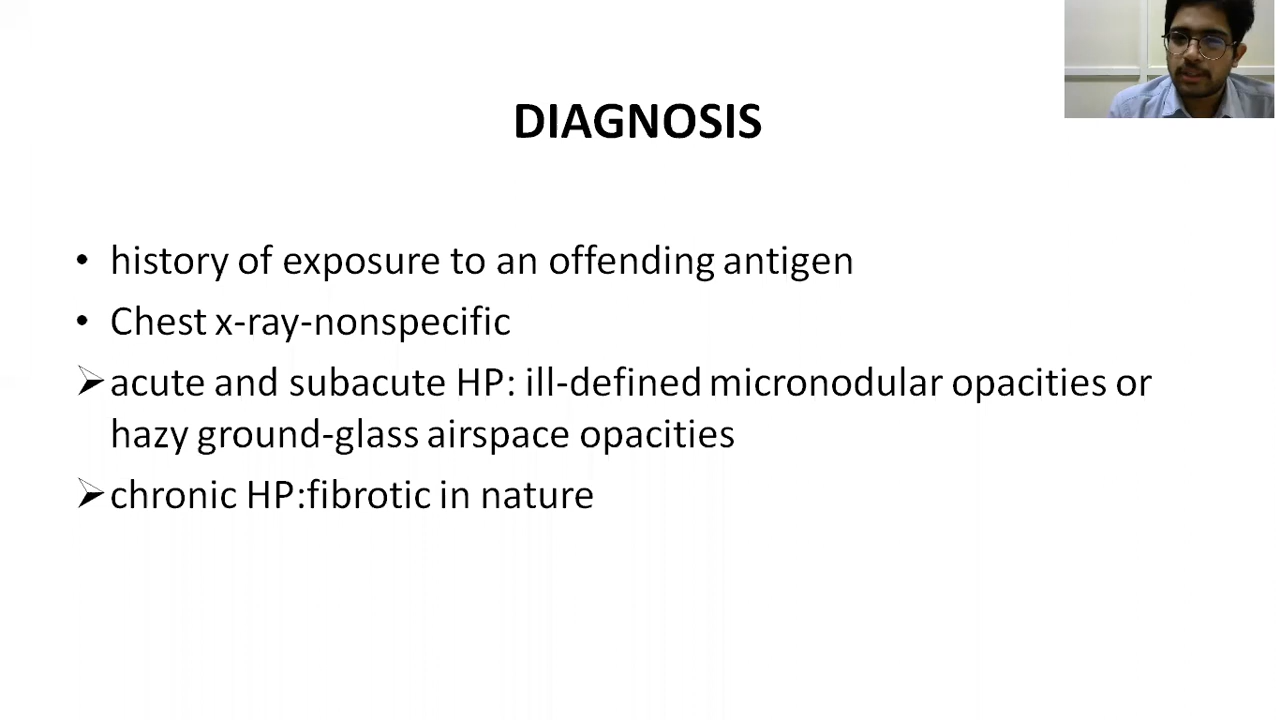 DIAGNOSIS
• history of exposure to an offending antigen
• Chest x-ray-nonspecific
➢ acute and subacute HP: ill-defined micronodular opacities or
hazy ground-glass airspace opacities
➢ chronic HP:fibrotic in nature